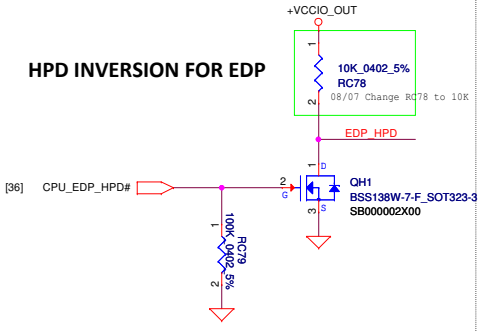 +VCCIO_OUT
HPD INVERSION FOR EDP
1
10K_0402_5%
RC78
08/07 Change RC78 to 10K
2
EDP_HPD
1
D
[36]
CPU_EDP_HPD#
2
G
QH1
BSS138W-7-F_SOT323-3
SB000002X00
3
S
1
RC79
100K_0402_5%
2